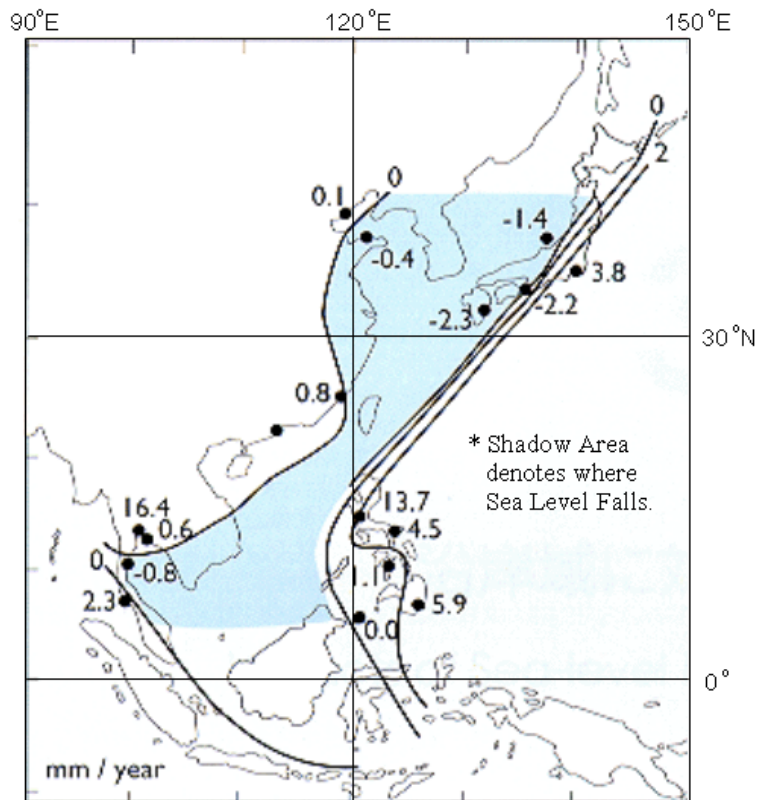 90°E 120°E 150°E
0
2
0.1 0
-1.4
-0.4
3.8
-2.2
-2.3
30°N
0.8
* Shadow Area
denotes where
Sea Level Falls.
16.4 13.7
0.6 4.5
0
-0.8 1.1
2.3 5.9
0.0
0°
mm / year